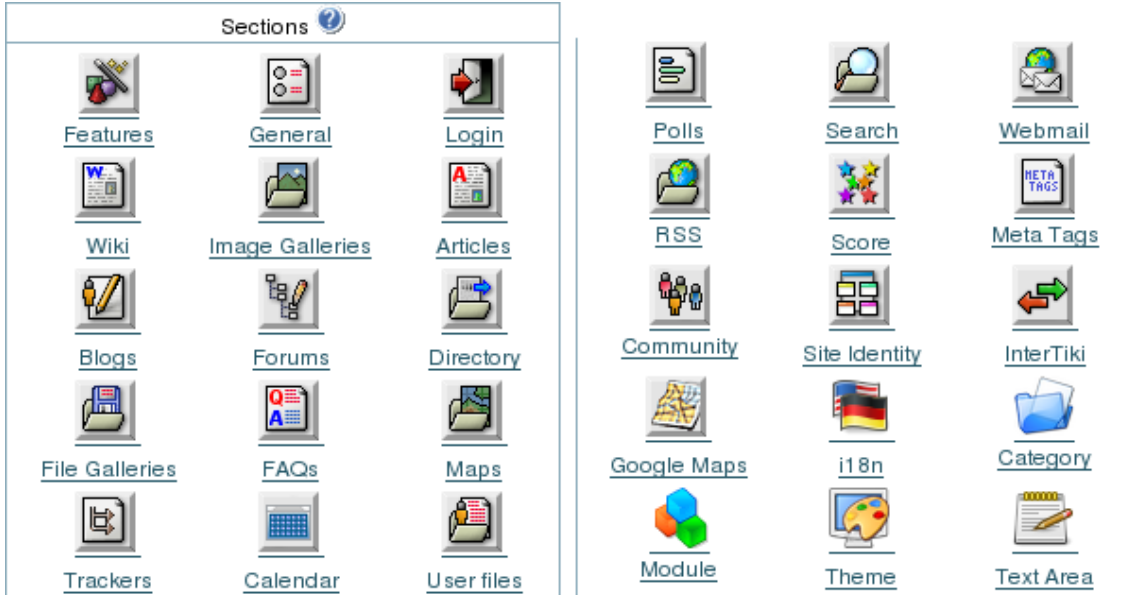 Sections
Features General Login
Wiki Image Galleries Articles
Blogs Forums Directory
File Galleries FAQs Maps
Trackers Calendar User files
Polls Search Webmail
META TAGS
RSS Score Meta Tags
Community Site Identity InterTiki
Google Maps i18n Category
Module Theme Text Area